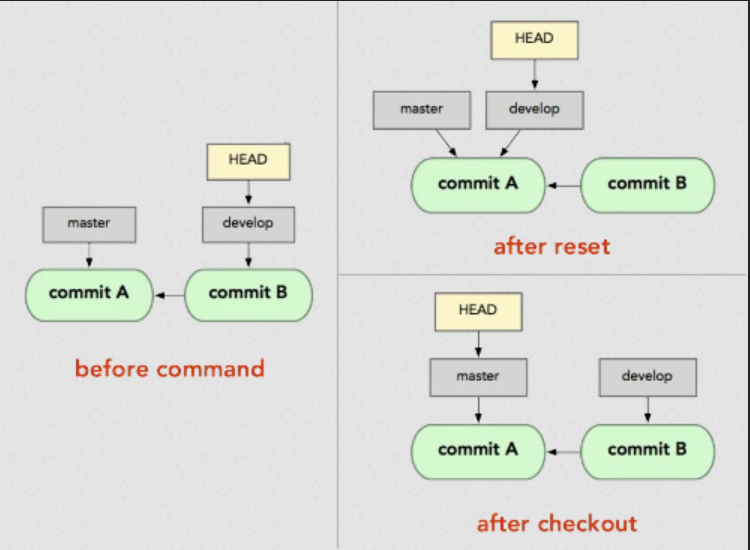 HEAD
master
develop
commit A
commit B
before command
HEAD
master
develop
commit A
commit B
after reset
HEAD
master
develop
commit A
commit B
after checkout